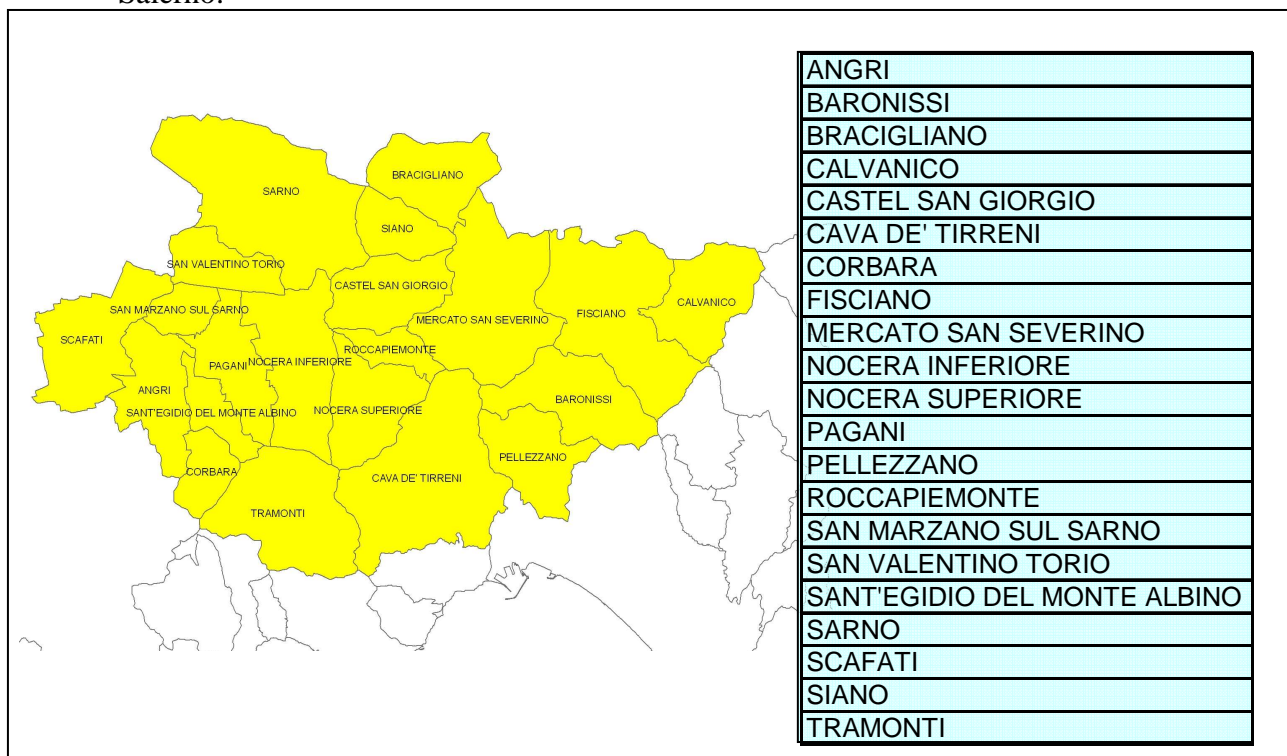 Salerno.
BRACIGLIANO
SARNO
SIANO
SAN VALENTINO TORIO
CASTEL SAN GIORGIO
CALVANICO
SAN MARZANO SUL SARNO
FISCIANO
MERCATO SAN SEVERINO
SCAFATI
ROCCAPIEMONTE
NOCERA INFERIORE
PAGANI
ANGRI
BARONISSI
SANT'EGIDIO DEL MONTE ALBINO
NOCERA SUPERIORE
PELLEZZANO
CORBARA
CAVA DE' TIRRENI
TRAMONTI
ANGRI
BARONISSI
BRACIGLIANO
CALVANICO
CASTEL SAN GIORGIO
CAVA DE' TIRRENI
CORBARA
FISCIANO
MERCATO SAN SEVERINO
NOCERA INFERIORE
NOCERA SUPERIORE
PAGANI
PELLEZZANO
ROCCAPIEMONTE
SAN MARZANO SUL SARNO
SAN VALENTINO TORIO
SANT'EGIDIO DEL MONTE ALBINO
SARNO
SCAFATI
SIANO
TRAMONTI